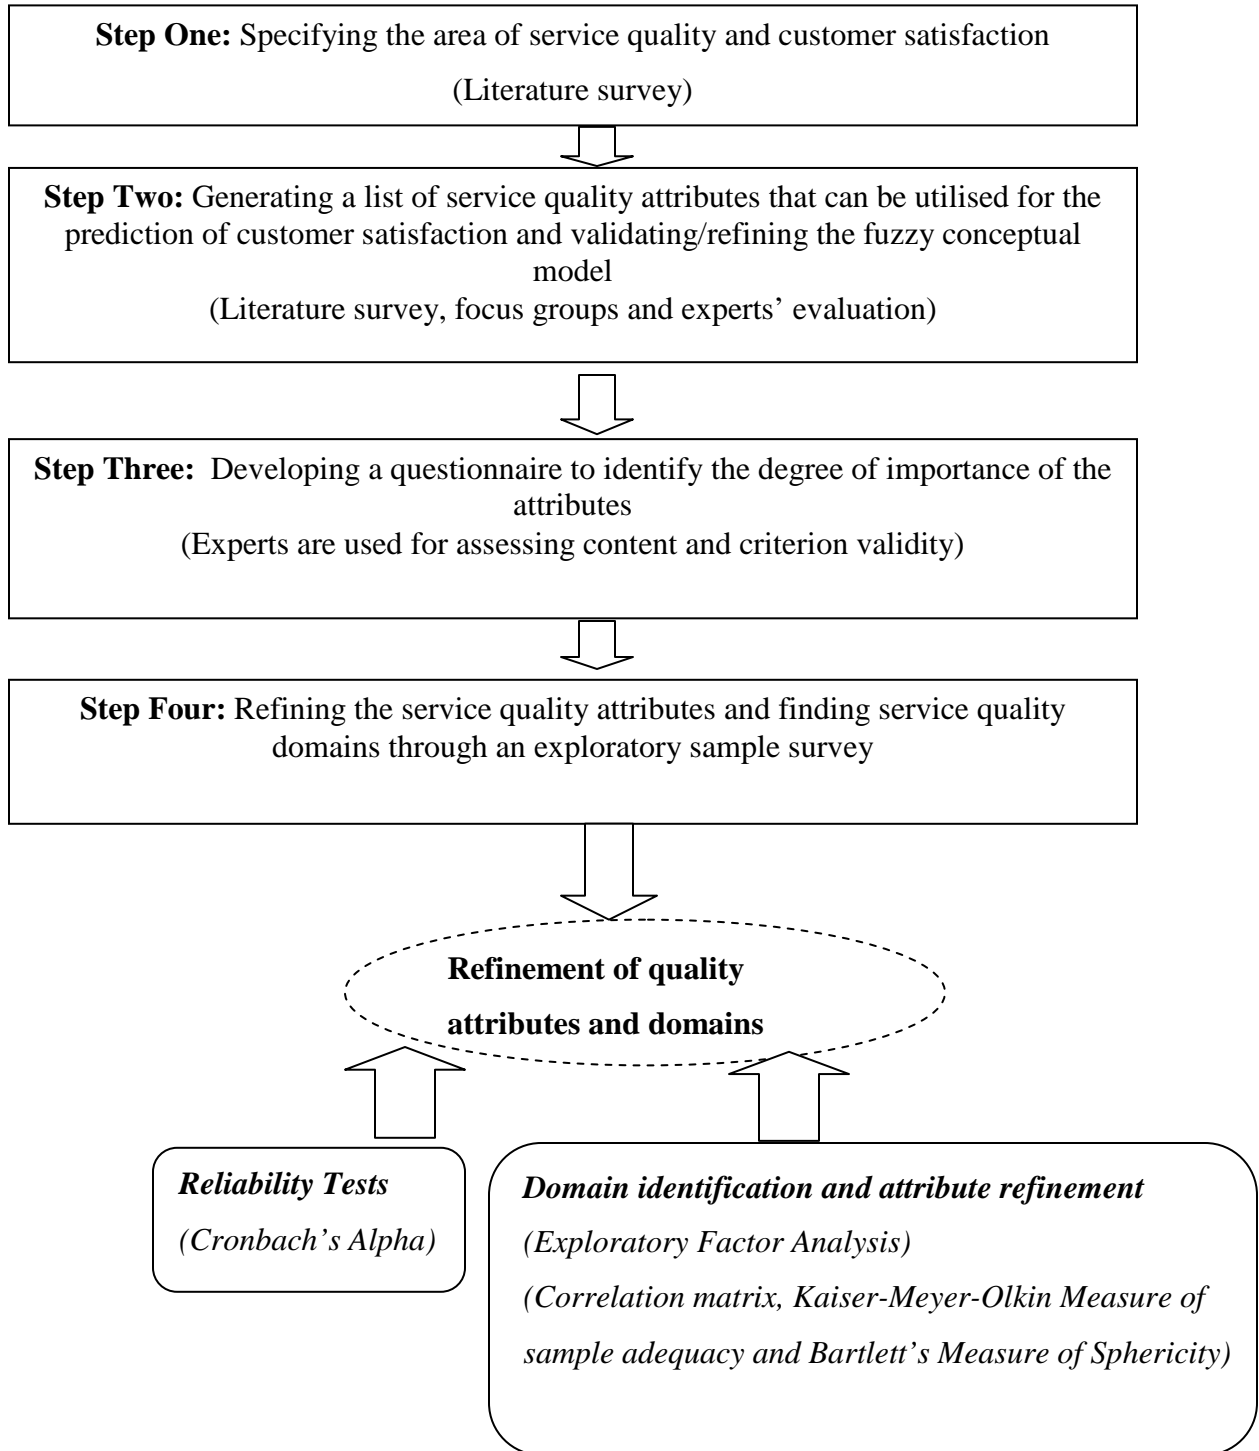 Step One: Specifying the area of service quality and customer satisfaction
(Literature survey)
Step Two: Generating a list of service quality attributes that can be utilised for the
prediction of customer satisfaction and validating/refining the fuzzy conceptual
model
(Literature survey, focus groups and experts’ evaluation)
Step Three:  Developing a questionnaire to identify the degree of importance of the
attributes
(Experts are used for assessing content and criterion validity)
Step Four: Refining the service quality attributes and finding service quality
domains through an exploratory sample survey
Refinement of quality
attributes and domains
Reliability Tests
(Cronbach’s Alpha)
Domain identification and attribute refinement
(Exploratory Factor Analysis)
(Correlation matrix, Kaiser-Meyer-Olkin Measure of
sample adequacy and Bartlett’s Measure of Sphericity)